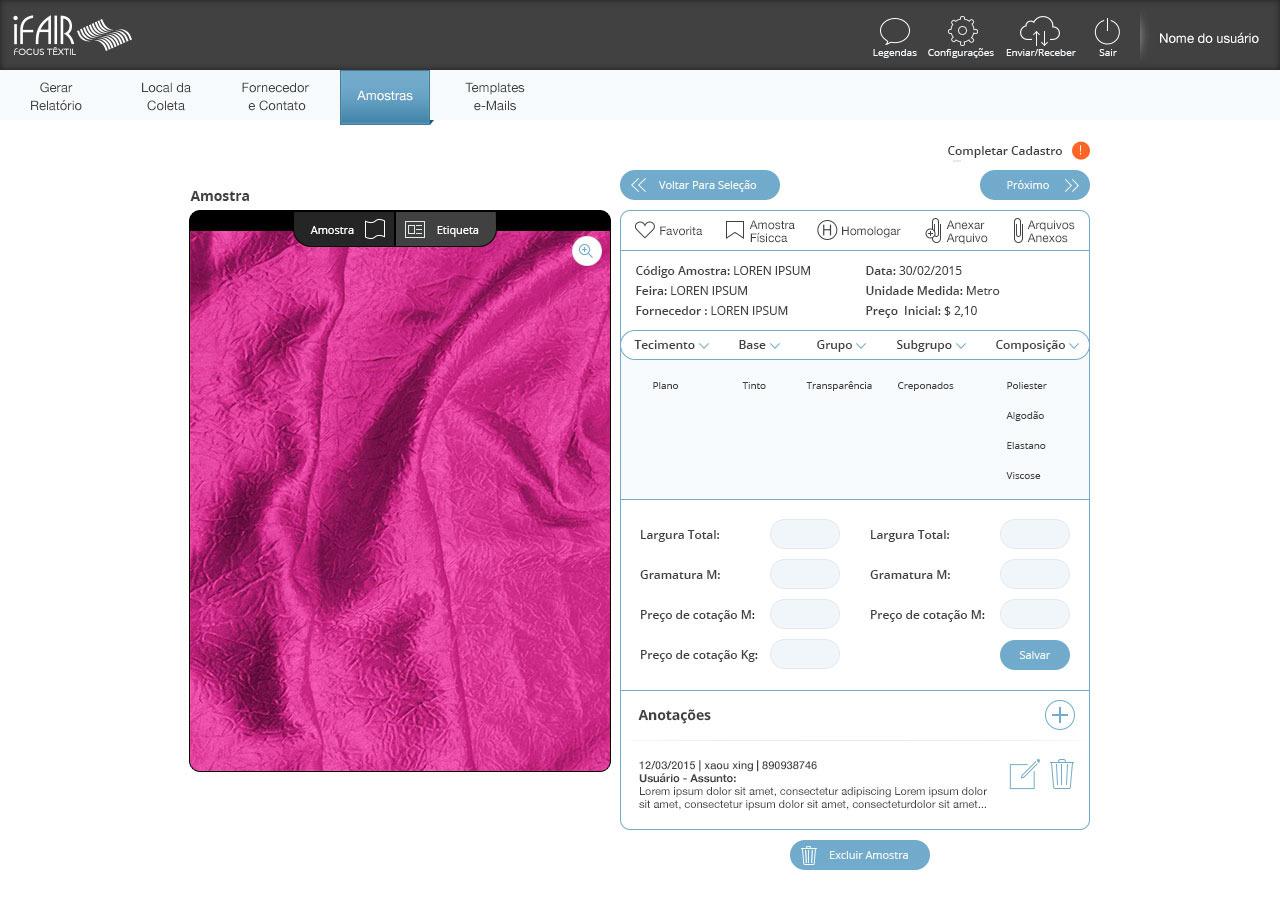 iFAIR
FOCUS TÊXTIL
Legendas
Configurações
Enviar/Receber
Sair
Nome do usuário
Gerar
Relatório
Local da
Coleta
Fornecedor
e Contato
Amostras
Templates
e-Mails
Completar Cadastro !
Voltar Para Seleção
Próximo
Amostra
Amostra
Etiqueta
Favorita
Amostra
Físicca
H Homologar
Anexar
Arquivo
Arquivos
Anexos
Código Amostra: LOREN IPSUM
Data: 30/02/2015
Feira: LOREN IPSUM
Unidade Medida: Metro
Fornecedor : LOREN IPSUM
Preço Inicial: $ 2,10
Tecimento
Base
Grupo
Subgrupo
Composição
Plano
Tinto
Transparência
Creponados
Poliester
Algodão
Elastano
Viscose
Largura Total:
Largura Total:
Gramatura M:
Gramatura M:
Preço de cotação M:
Preço de cotação M:
Preço de cotação Kg:
Salvar
Anotações
12/03/2015 | xaou xing | 890938746
Usuário - Assunto:
Lorem ipsum dolor sit amet, consectetur adipiscing Lorem ipsum dolor
sit amet, consectetur ipsum dolor sit amet, consecteturdolor sit amet...
Excluir Amostra